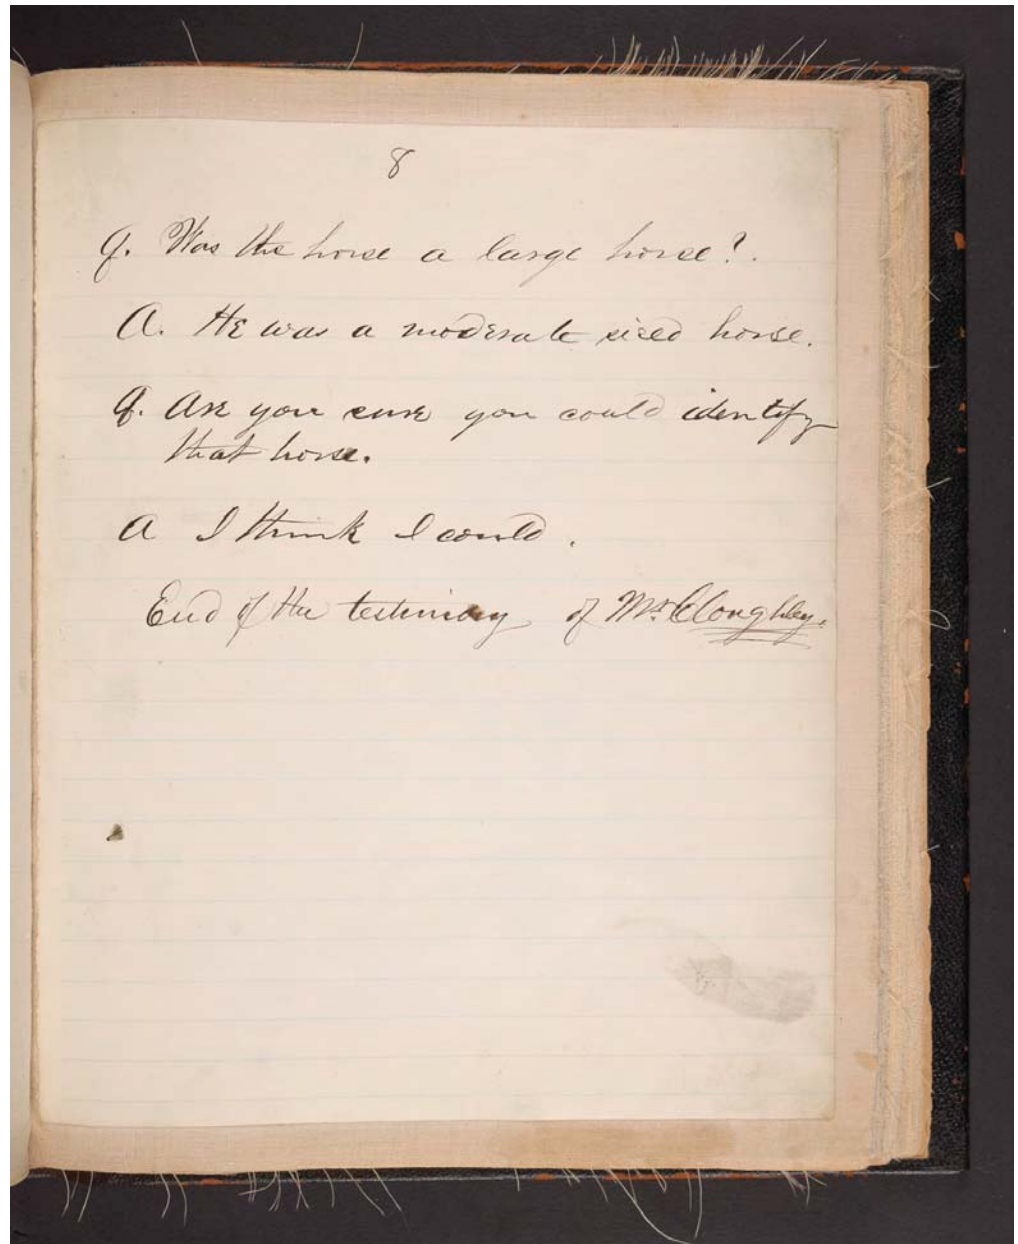 8
Q. Was the horse a large horse?
A. He was a moderate sized horse.
Q. Are you sure you could identify
that horse.
A I think I could.
End of the testimony of Mr. Cloughley.